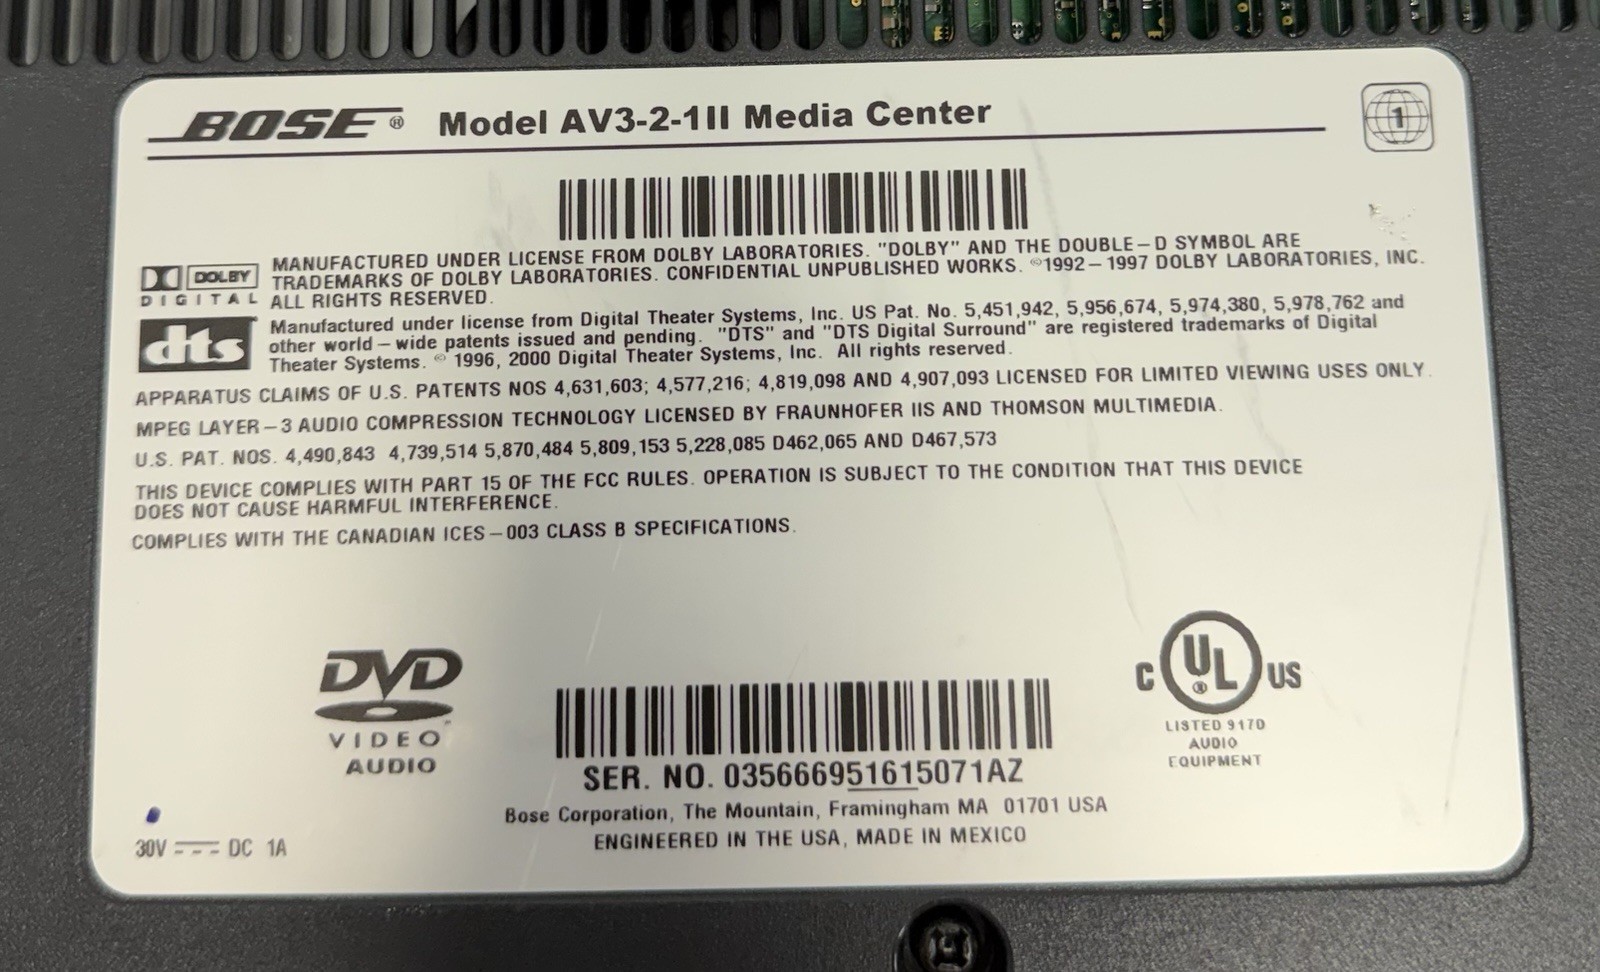 BOSE® Model AV3-2-1II Media Center
1
DOLBY
DIGITAL
MANUFACTURED UNDER LICENSE FROM DOLBY LABORATORIES. "DOLBY" AND THE DOUBLE-D SYMBOL ARE
TRADEMARKS OF DOLBY LABORATORIES. CONFIDENTIAL UNPUBLISHED WORKS. ©1992-1997 DOLBY LABORATORIES, INC.
ALL RIGHTS RESERVED.
dts
Manufactured under license from Digital Theater Systems, Inc. US Pat. No. 5,451,942, 5,956,674, 5,974,380, 5,978,762 and
other world-wide patents issued and pending. "DTS" and "DTS Digital Surround" are registered trademarks of Digital
Theater Systems. © 1996, 2000 Digital Theater Systems, Inc. All rights reserved.
APPARATUS CLAIMS OF U.S. PATENTS NOS 4,631,603; 4,577,216; 4,819,098 AND 4,907,093 LICENSED FOR LIMITED VIEWING USES ONLY.
MPEG LAYER-3 AUDIO COMPRESSION TECHNOLOGY LICENSED BY FRAUNHOFER IIS AND THOMSON MULTIMEDIA.
U.S. PAT. NOS. 4,490,843 4,739,514 5,870,484 5,809,153 5,228,085 D462,065 AND D467,573
THIS DEVICE COMPLIES WITH PART 15 OF THE FCC RULES. OPERATION IS SUBJECT TO THE CONDITION THAT THIS DEVICE
DOES NOT CAUSE HARMFUL INTERFERENCE.
COMPLIES WITH THE CANADIAN ICES-003 CLASS B SPECIFICATIONS.
DVD™
VIDEO
AUDIO
SER. NO. 035666951615071AZ
Bose Corporation, The Mountain, Framingham MA 01701 USA
ENGINEERED IN THE USA, MADE IN MEXICO
C UL® US
LISTED 917D
AUDIO
EQUIPMENT
30V DC 1A